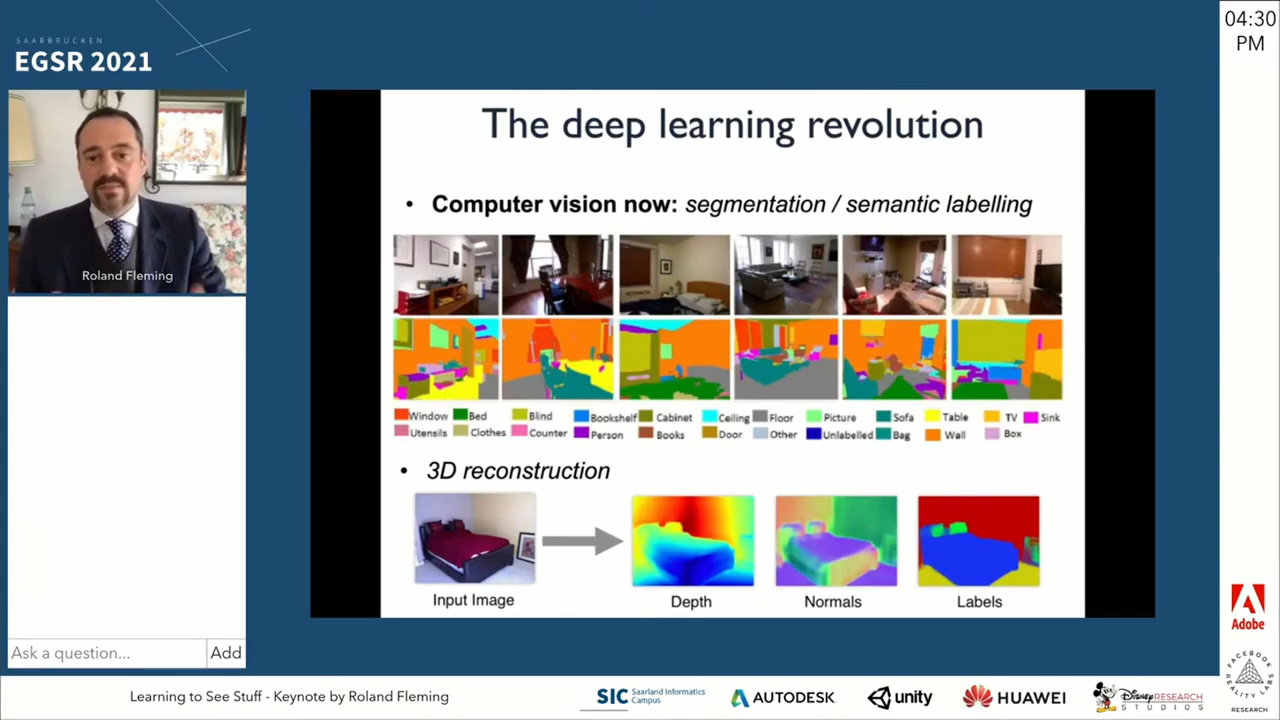 SAARBRÜCKEN
EGSR 2021
04:30
PM
Roland Fleming
The deep learning revolution
• Computer vision now: segmentation / semantic labelling
Window Bed Blind Bookshelf Cabinet Ceiling Floor Picture Sofa Table TV Sink
Utensils Clothes Counter Person Books Door Other Unlabelled Bag Wall Box
• 3D reconstruction
Input Image Depth Normals Labels
Ask a question... Add
Adobe
FACEBOOK
REALITY LABS
RESEARCH
Learning to See Stuff - Keynote by Roland Fleming
SIC Saarland Informatics
Campus
AUTODESK
unity
HUAWEI
Disney RESEARCH
STUDIOS